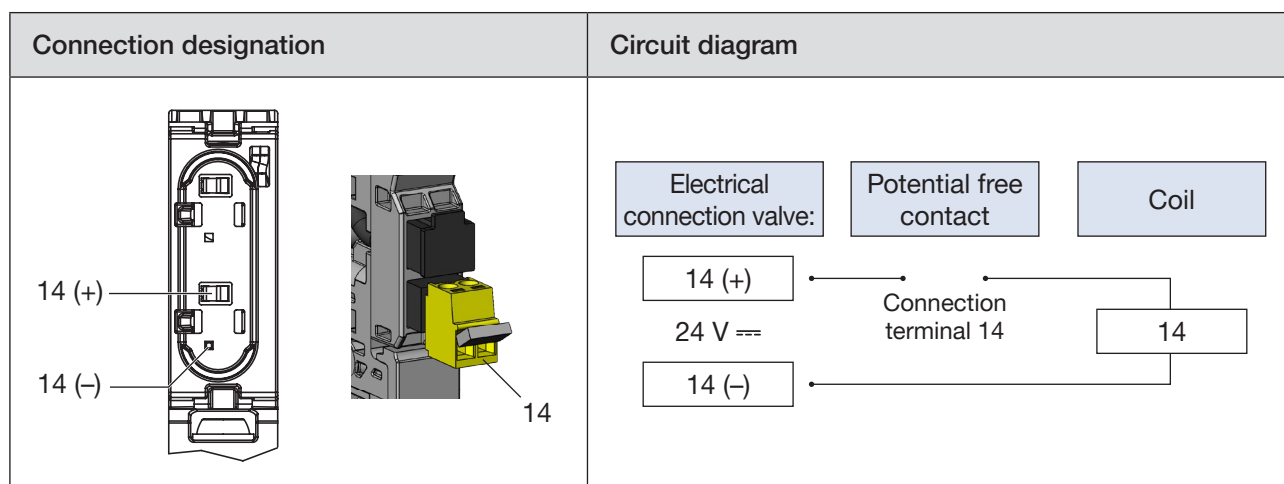 Connection designation
Circuit diagram
14 (+)
14 (–)
14
Electrical
connection valve:
Potential free
contact
Coil
14 (+)
24 V ⎓
14 (–)
Connection
terminal 14
14